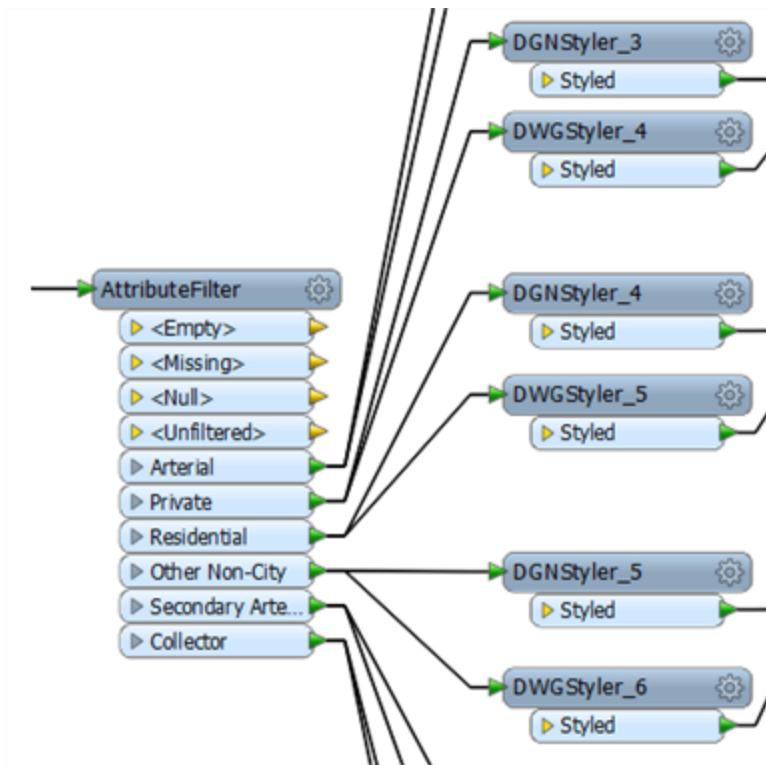 DGNStyler_3
Styled
DWGStyler_4
Styled
AttributeFilter
<Empty>
<Missing>
<Null>
<Unfiltered>
Arterial
Private
Residential
Other Non-City
Secondary Arte...
Collector
DGNStyler_4
Styled
DWGStyler_5
Styled
DGNStyler_5
Styled
DWGStyler_6
Styled